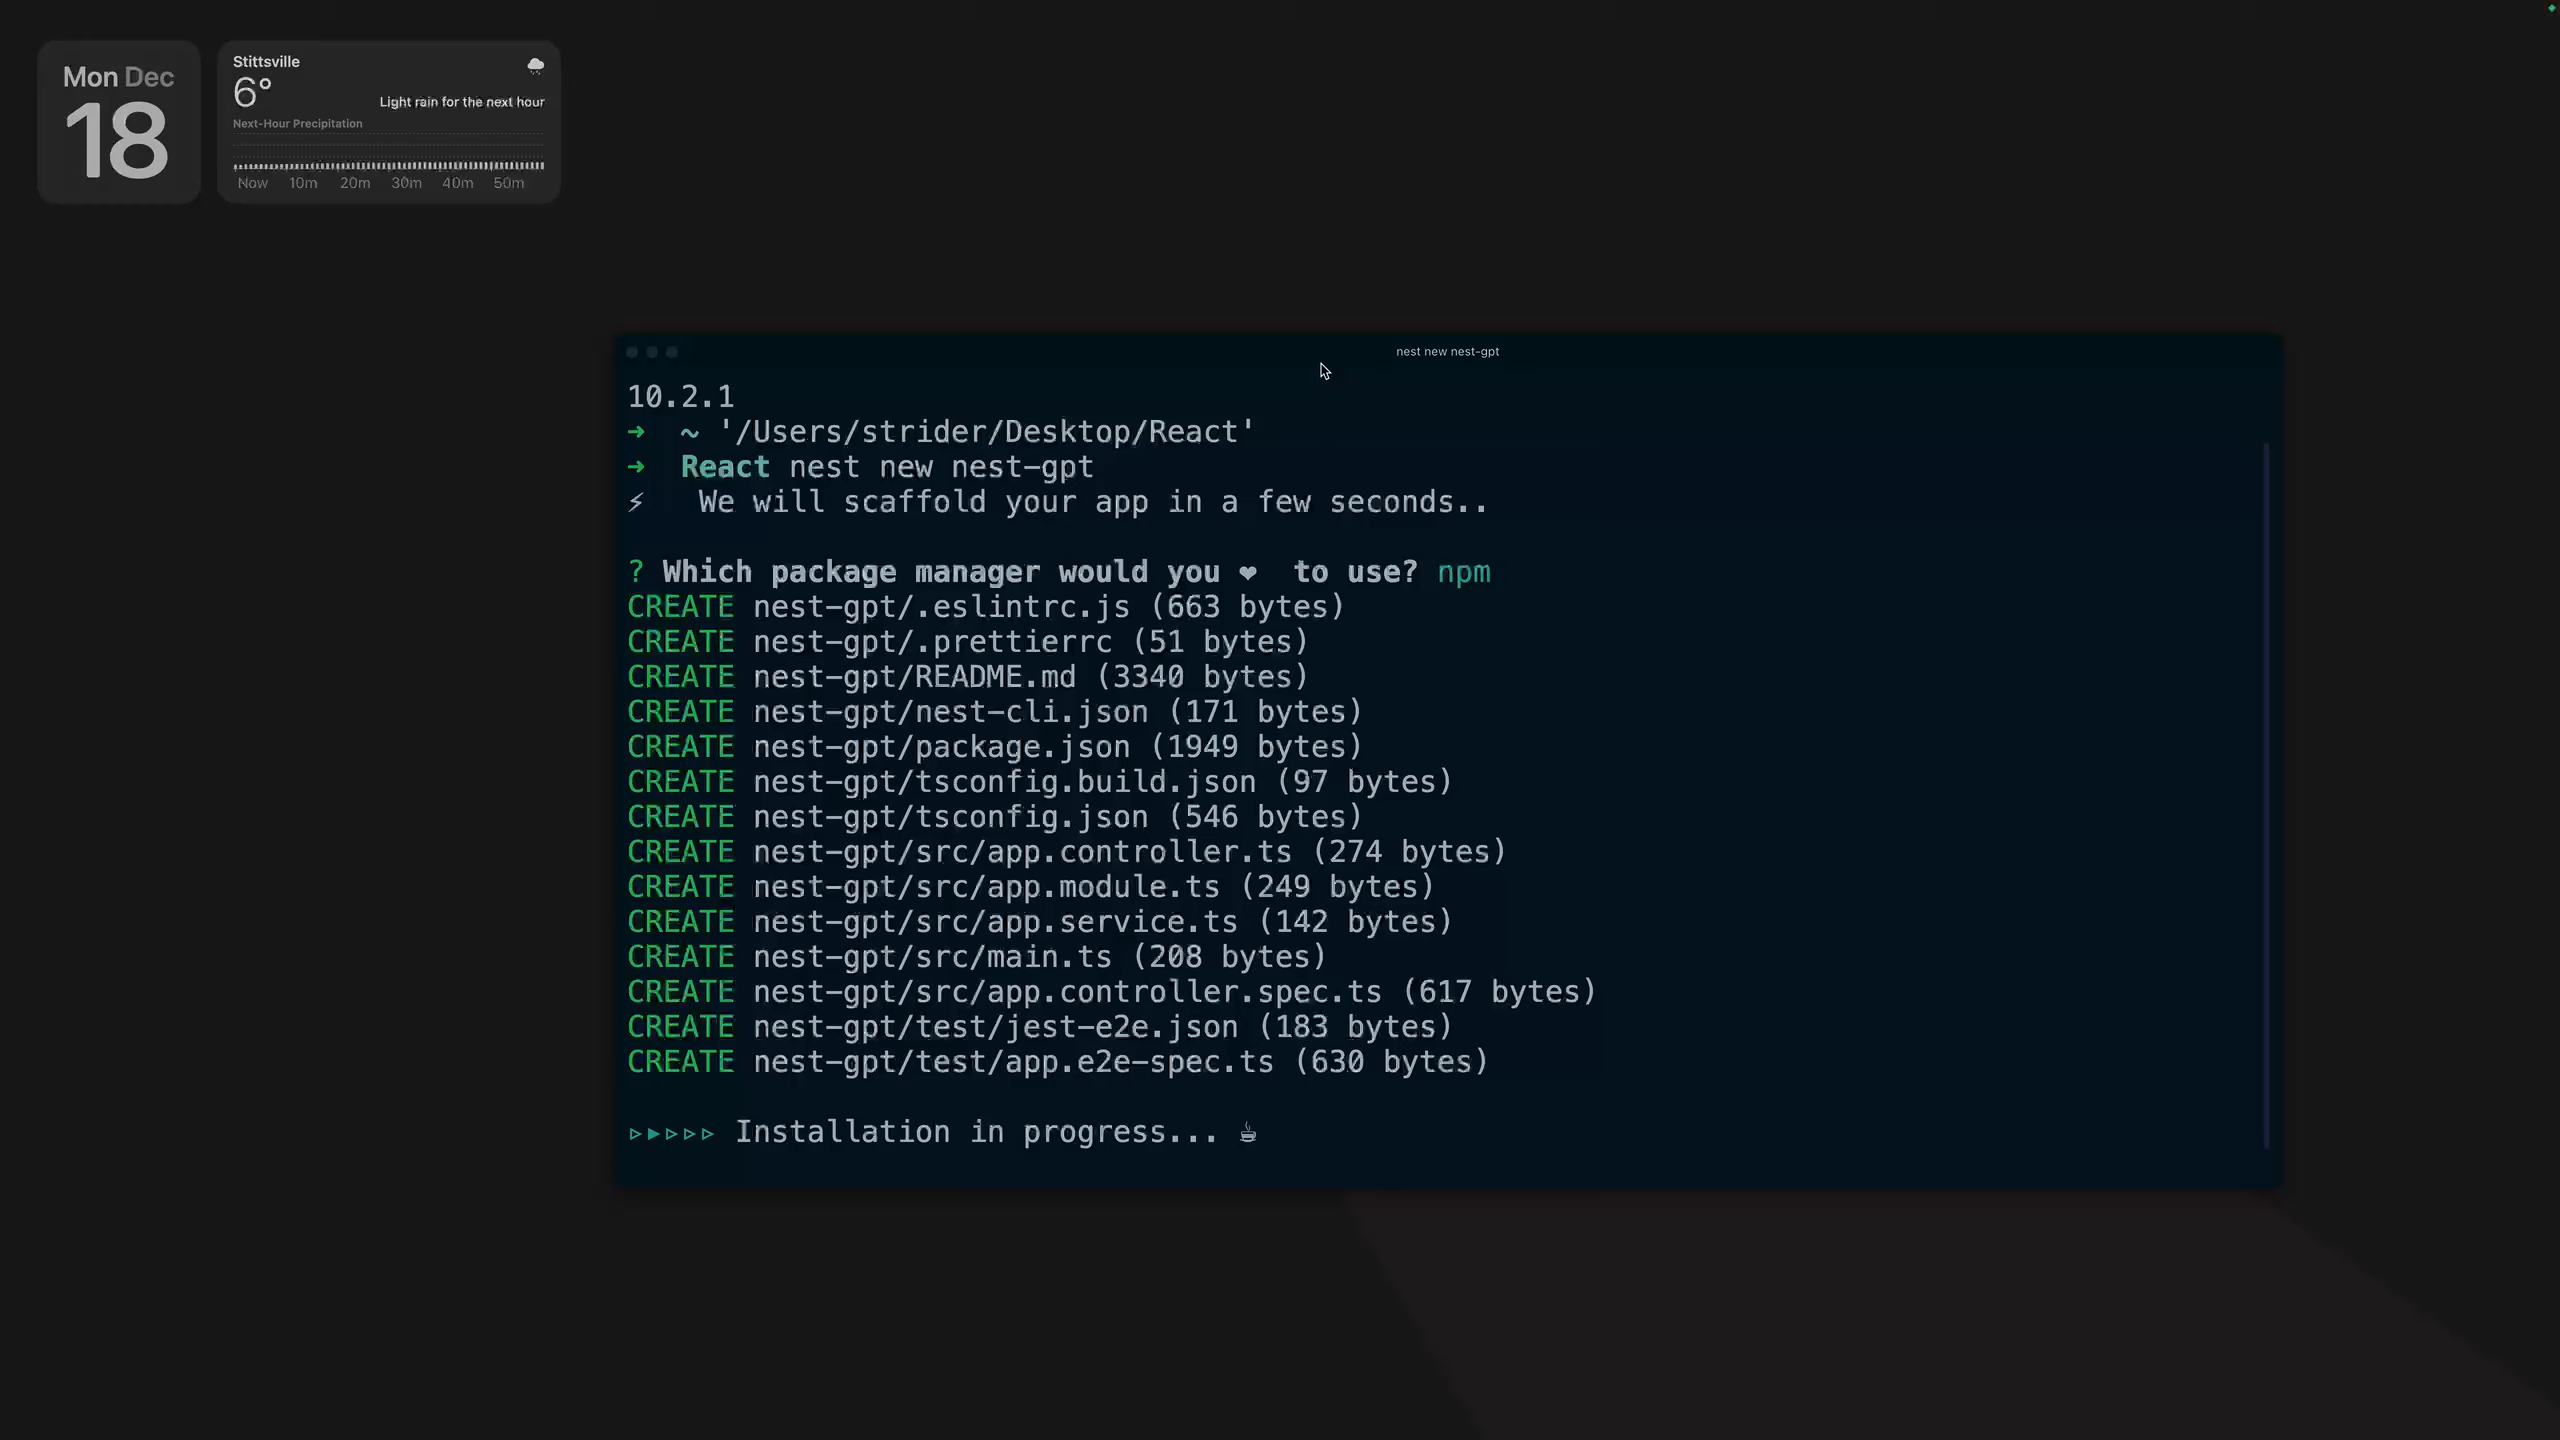 Mon Dec
18
Stittsville
6°
Light rain for the next hour
Next-Hour Precipitation
Now 10m 20m 30m 40m 50m
nest new nest-gpt
10.2.1
➜  ~ '/Users/strider/Desktop/React'
➜  React nest new nest-gpt
⚡  We will scaffold your app in a few seconds..
? Which package manager would you ❤  to use? npm
CREATE nest-gpt/.eslintrc.js (663 bytes)
CREATE nest-gpt/.prettierrc (51 bytes)
CREATE nest-gpt/README.md (3340 bytes)
CREATE nest-gpt/nest-cli.json (171 bytes)
CREATE nest-gpt/package.json (1949 bytes)
CREATE nest-gpt/tsconfig.build.json (97 bytes)
CREATE nest-gpt/tsconfig.json (546 bytes)
CREATE nest-gpt/src/app.controller.ts (274 bytes)
CREATE nest-gpt/src/app.module.ts (249 bytes)
CREATE nest-gpt/src/app.service.ts (142 bytes)
CREATE nest-gpt/src/main.ts (208 bytes)
CREATE nest-gpt/src/app.controller.spec.ts (617 bytes)
CREATE nest-gpt/test/jest-e2e.json (183 bytes)
CREATE nest-gpt/test/app.e2e-spec.ts (630 bytes)
▹▸▹▹▹ Installation in progress... ☕